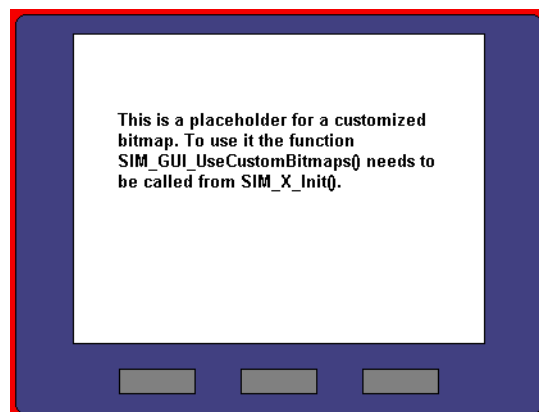 This is a placeholder for a customized
bitmap. To use it the function
SIM_GUI_UseCustomBitmaps() needs to
be called from SIM_X_Init().